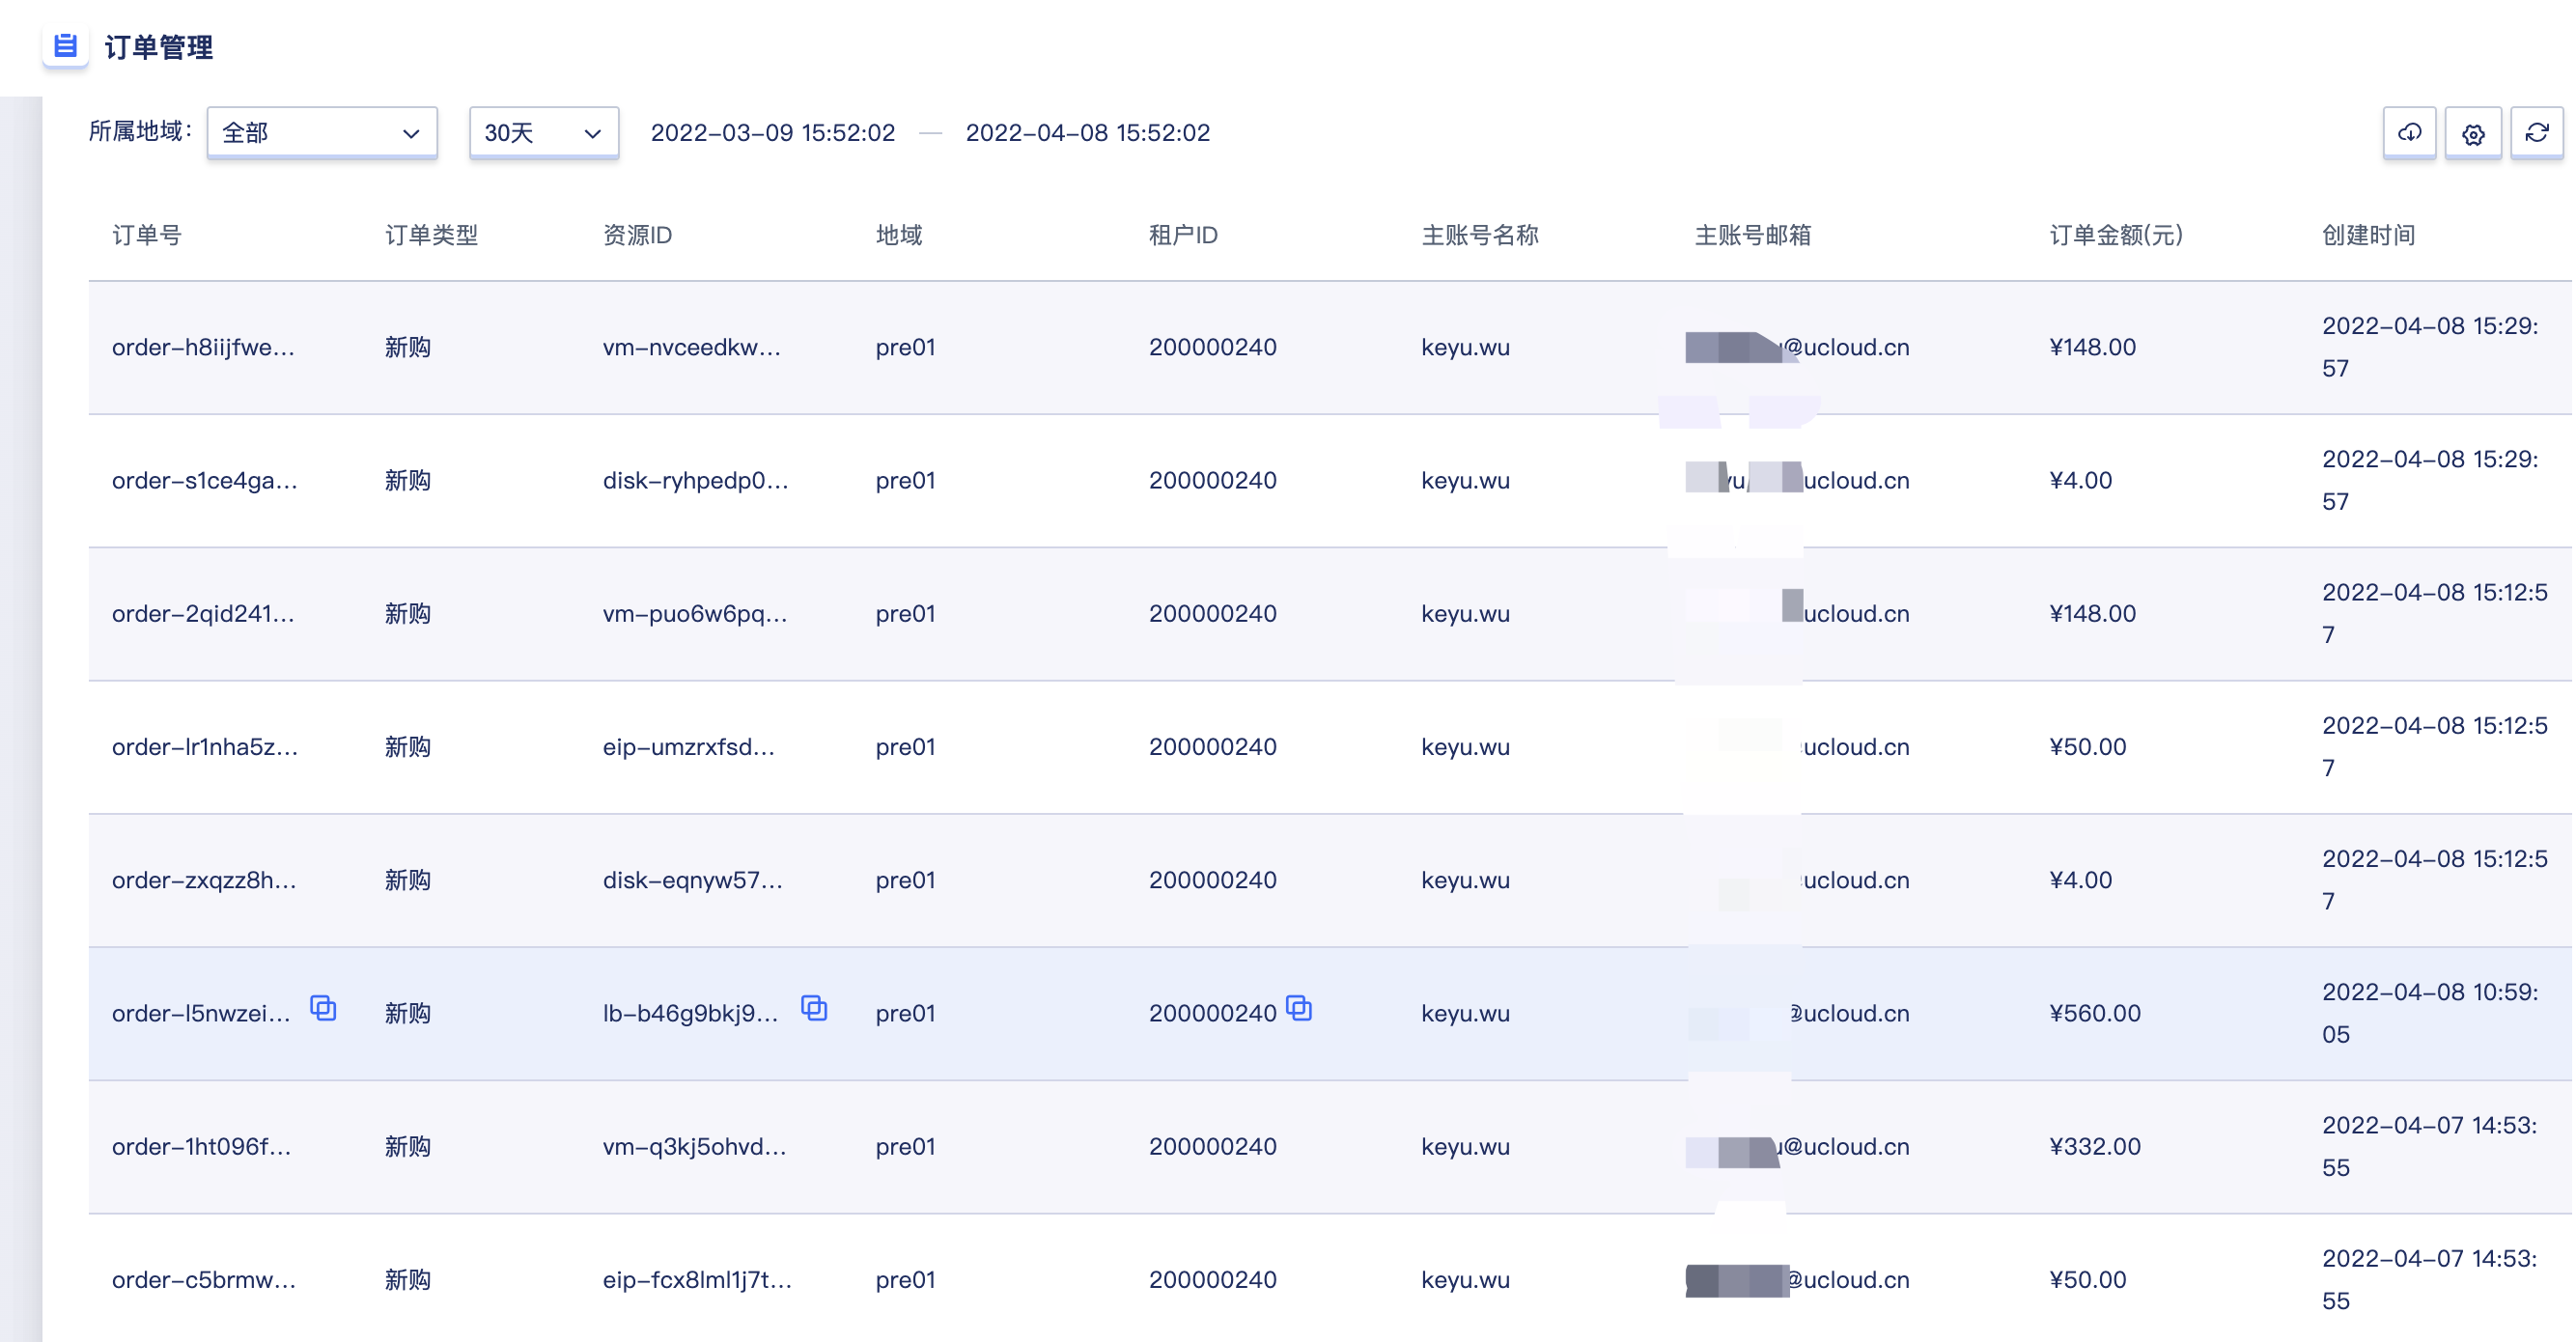 订单管理
所属地域： 全部 30天 2022-03-09 15:52:02 — 2022-04-08 15:52:02
订单号 订单类型 资源ID 地域 租户ID 主账号名称 主账号邮箱 订单金额(元) 创建时间
order-h8iijfwe... 新购 vm-nvceedkw... pre01 200000240 keyu.wu @ucloud.cn ¥148.00 2022-04-08 15:29:
57
order-s1ce4ga... 新购 disk-ryhpedp0... pre01 200000240 keyu.wu ucloud.cn ¥4.00 2022-04-08 15:29:
57
order-2qid241... 新购 vm-puo6w6pq... pre01 200000240 keyu.wu ucloud.cn ¥148.00 2022-04-08 15:12:5
7
order-lr1nha5z... 新购 eip-umzrxfsd... pre01 200000240 keyu.wu ucloud.cn ¥50.00 2022-04-08 15:12:5
7
order-zxqzz8h... 新购 disk-eqnyw57... pre01 200000240 keyu.wu ucloud.cn ¥4.00 2022-04-08 15:12:5
7
order-l5nwzei... 新购 lb-b46g9bkj9... pre01 200000240 keyu.wu @ucloud.cn ¥560.00 2022-04-08 10:59:
05
order-1ht096f... 新购 vm-q3kj5ohvd... pre01 200000240 keyu.wu u@ucloud.cn ¥332.00 2022-04-07 14:53:
55
order-c5brmw... 新购 eip-fcx8lml1j7t... pre01 200000240 keyu.wu @ucloud.cn ¥50.00 2022-04-07 14:53:
55